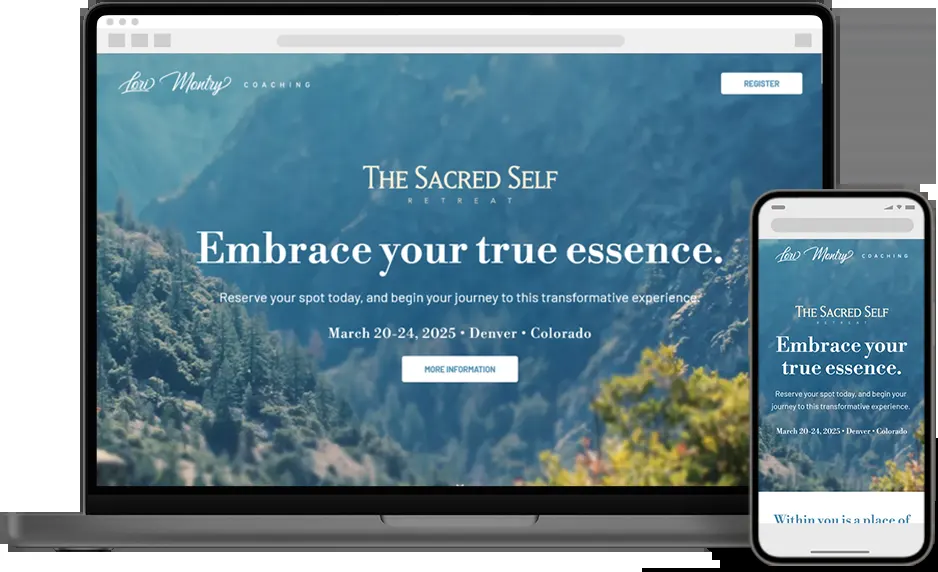 Lori Montry COACHING
REGISTER
THE SACRED SELF
RETREAT
Embrace your true essence.
Reserve your spot today, and begin your journey to this transformative experience.
March 20-24, 2025 • Denver • Colorado
MORE INFORMATION
Lori Montry COACHING
THE SACRED SELF
RETREAT
Embrace your
true essence.
Reserve your spot today, and begin your
journey to this transformative experience.
March 20-24, 2025 • Denver • Colorado
Within you is a place of